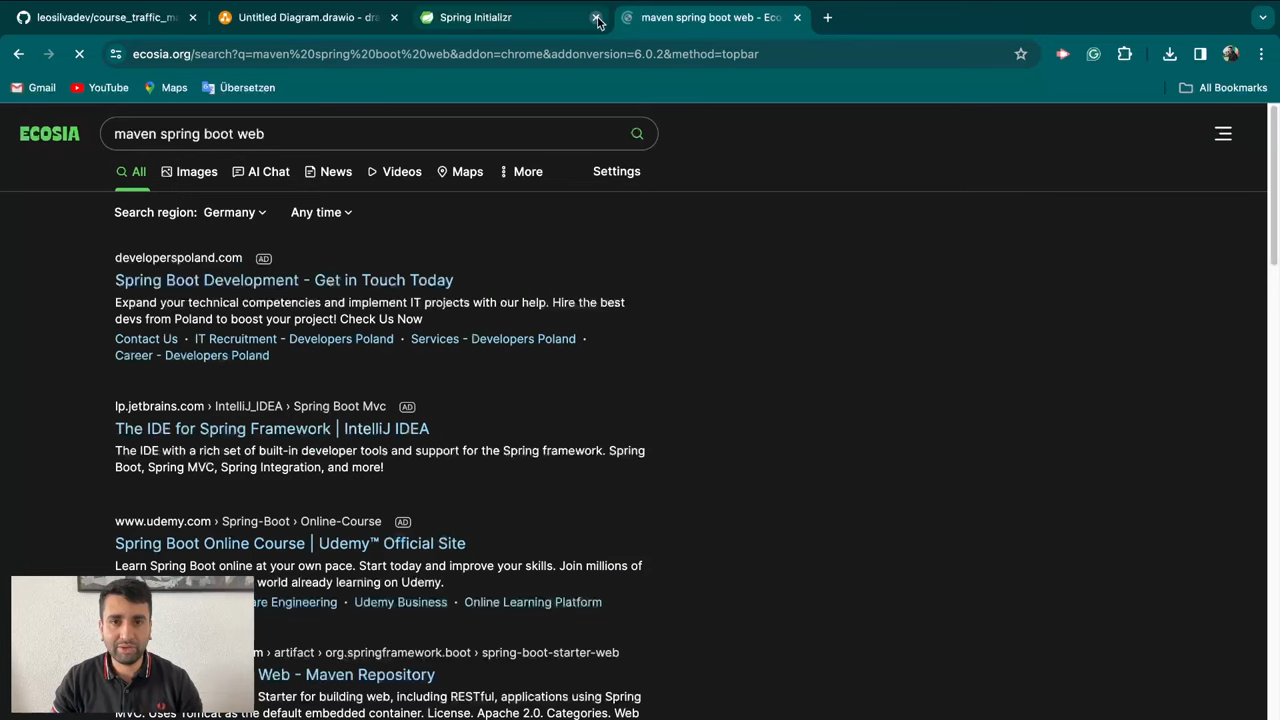 leosilvadev/course_traffic_ma
Untitled Diagram.drawio - dra
Spring Initializr
maven spring boot web - Eco
ecosia.org/search?q=maven%20spring%20boot%20web&addon=chrome&addonversion=6.0.2&method=topbar
Gmail
YouTube
Maps
Übersetzen
All Bookmarks
ECOSIA
maven spring boot web
All
Images
AI Chat
News
Videos
Maps
More
Settings
Search region: Germany
Any time
developerspoland.com AD
Spring Boot Development - Get in Touch Today
Expand your technical competencies and implement IT projects with our help. Hire the best
devs from Poland to boost your project! Check Us Now
Contact Us · IT Recruitment - Developers Poland · Services - Developers Poland ·
Career - Developers Poland
lp.jetbrains.com › IntelliJ_IDEA › Spring Boot Mvc AD
The IDE for Spring Framework | IntelliJ IDEA
The IDE with a rich set of built-in developer tools and support for the Spring framework. Spring
Boot, Spring MVC, Spring Integration, and more!
www.udemy.com › Spring-Boot › Online-Course AD
Spring Boot Online Course | Udemy™ Official Site
Learn Spring Boot online at your own pace. Start today and improve your skills. Join millions of
world already learning on Udemy.
are Engineering · Udemy Business · Online Learning Platform
m › artifact › org.springframework.boot › spring-boot-starter-web
Web - Maven Repository
Starter for building web, including RESTful, applications using Spring
MVC. Uses Tomcat as the default embedded container. License. Apache 2.0. Categories. Web